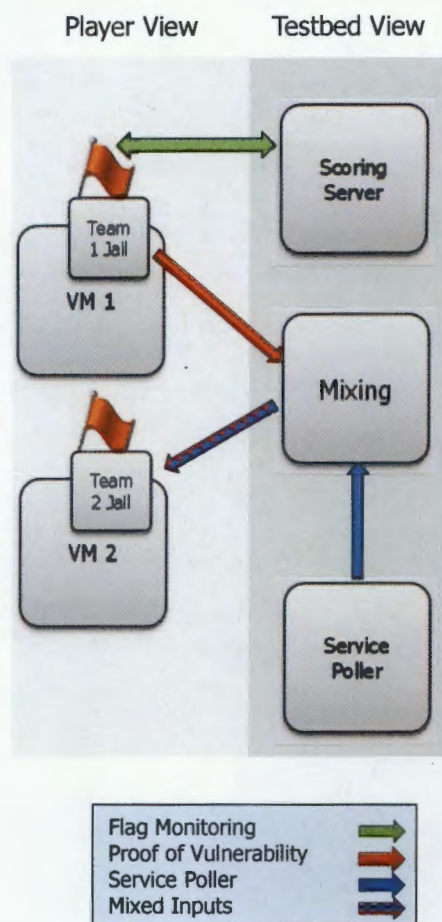 Player View
Testbed View
Scoring
Server
Team
1 Jail
VM 1
Mixing
Team
2 Jail
VM 2
Service
Poller
Flag Monitoring
Proof of Vulnerability
Service Poller
Mixed Inputs